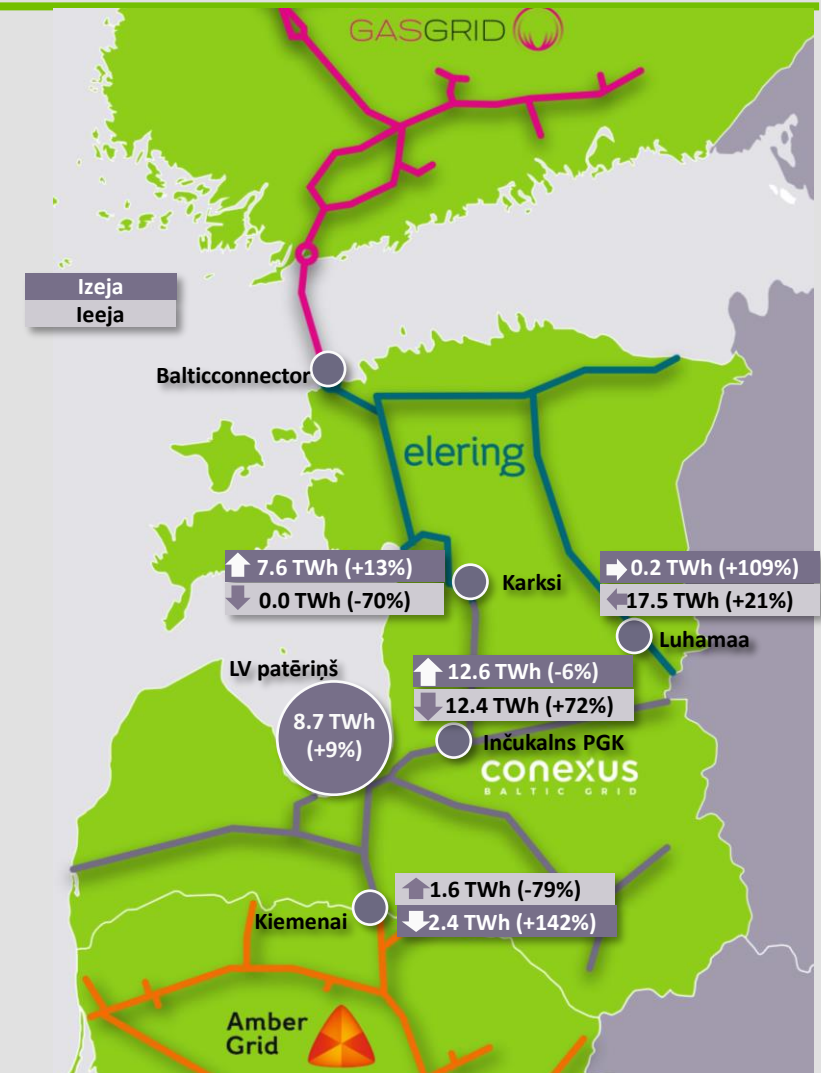 GASGRID
Izeja
Ieeja
Balticconnector
elering
7.6 TWh (+13%)
0.0 TWh (-70%)
Karksi
0.2 TWh (+109%)
17.5 TWh (+21%)
Luhamaa
LV patēriņš
8.7 TWh
(+9%)
12.6 TWh (-6%)
12.4 TWh (+72%)
Inčukalns PGK
conexus
BALTIC GRID
1.6 TWh (-79%)
2.4 TWh (+142%)
Kiemenai
Amber
Grid